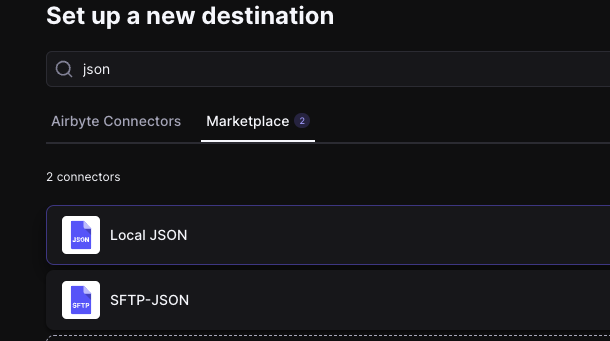 Set up a new destination
json
Airbyte Connectors Marketplace 2
2 connectors
JSON Local JSON
SFTP SFTP-JSON